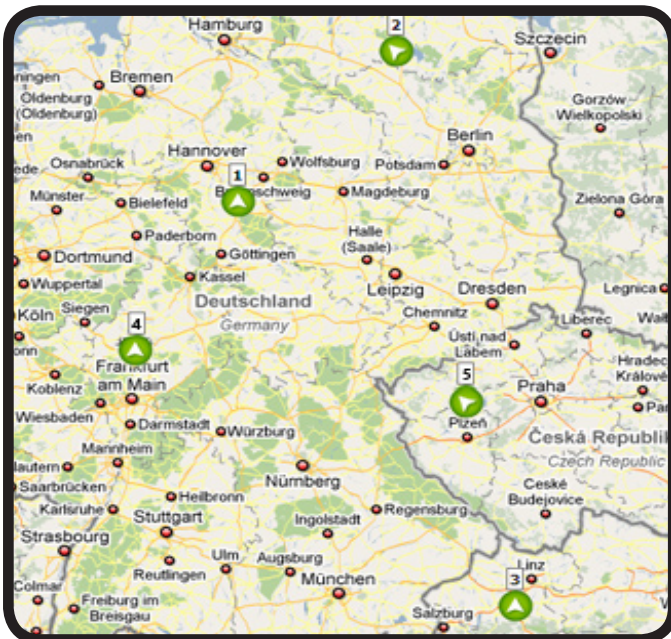 Hamburg
2
Szczecin
Bremen
Oldenburg
(Oldenburg)
Gorzów
Wielkopolski
Berlin
Hannover
Osnabrück
Wolfsburg
Potsdam
1
Münster
Bielefeld
Magdeburg
Zielona Góra
Paderborn
Halle
(Saale)
Dortmund
Göttingen
Wuppertal
Kassel
Leipzig
Dresden
Legnica
Siegen
Deutschland
Chemnitz
Köln
4
Germany
Ústí nad
Labem
Liberec
Frankfurt
am Main
5
Hradec
Králové
Koblenz
Praha
Wiesbaden
Darmstadt
Würzburg
Plzeň
Česká Republik
Mannheim
Czech Republic
Nürnberg
Saarbrücken
České
Budejovice
Heilbronn
Karlsruhe
Stuttgart
Ingolstadt
Regensburg
Strasbourg
Reutlingen
Ulm
Augsburg
München
Linz
3
Colmar
Freiburg im
Breisgau
Salzburg